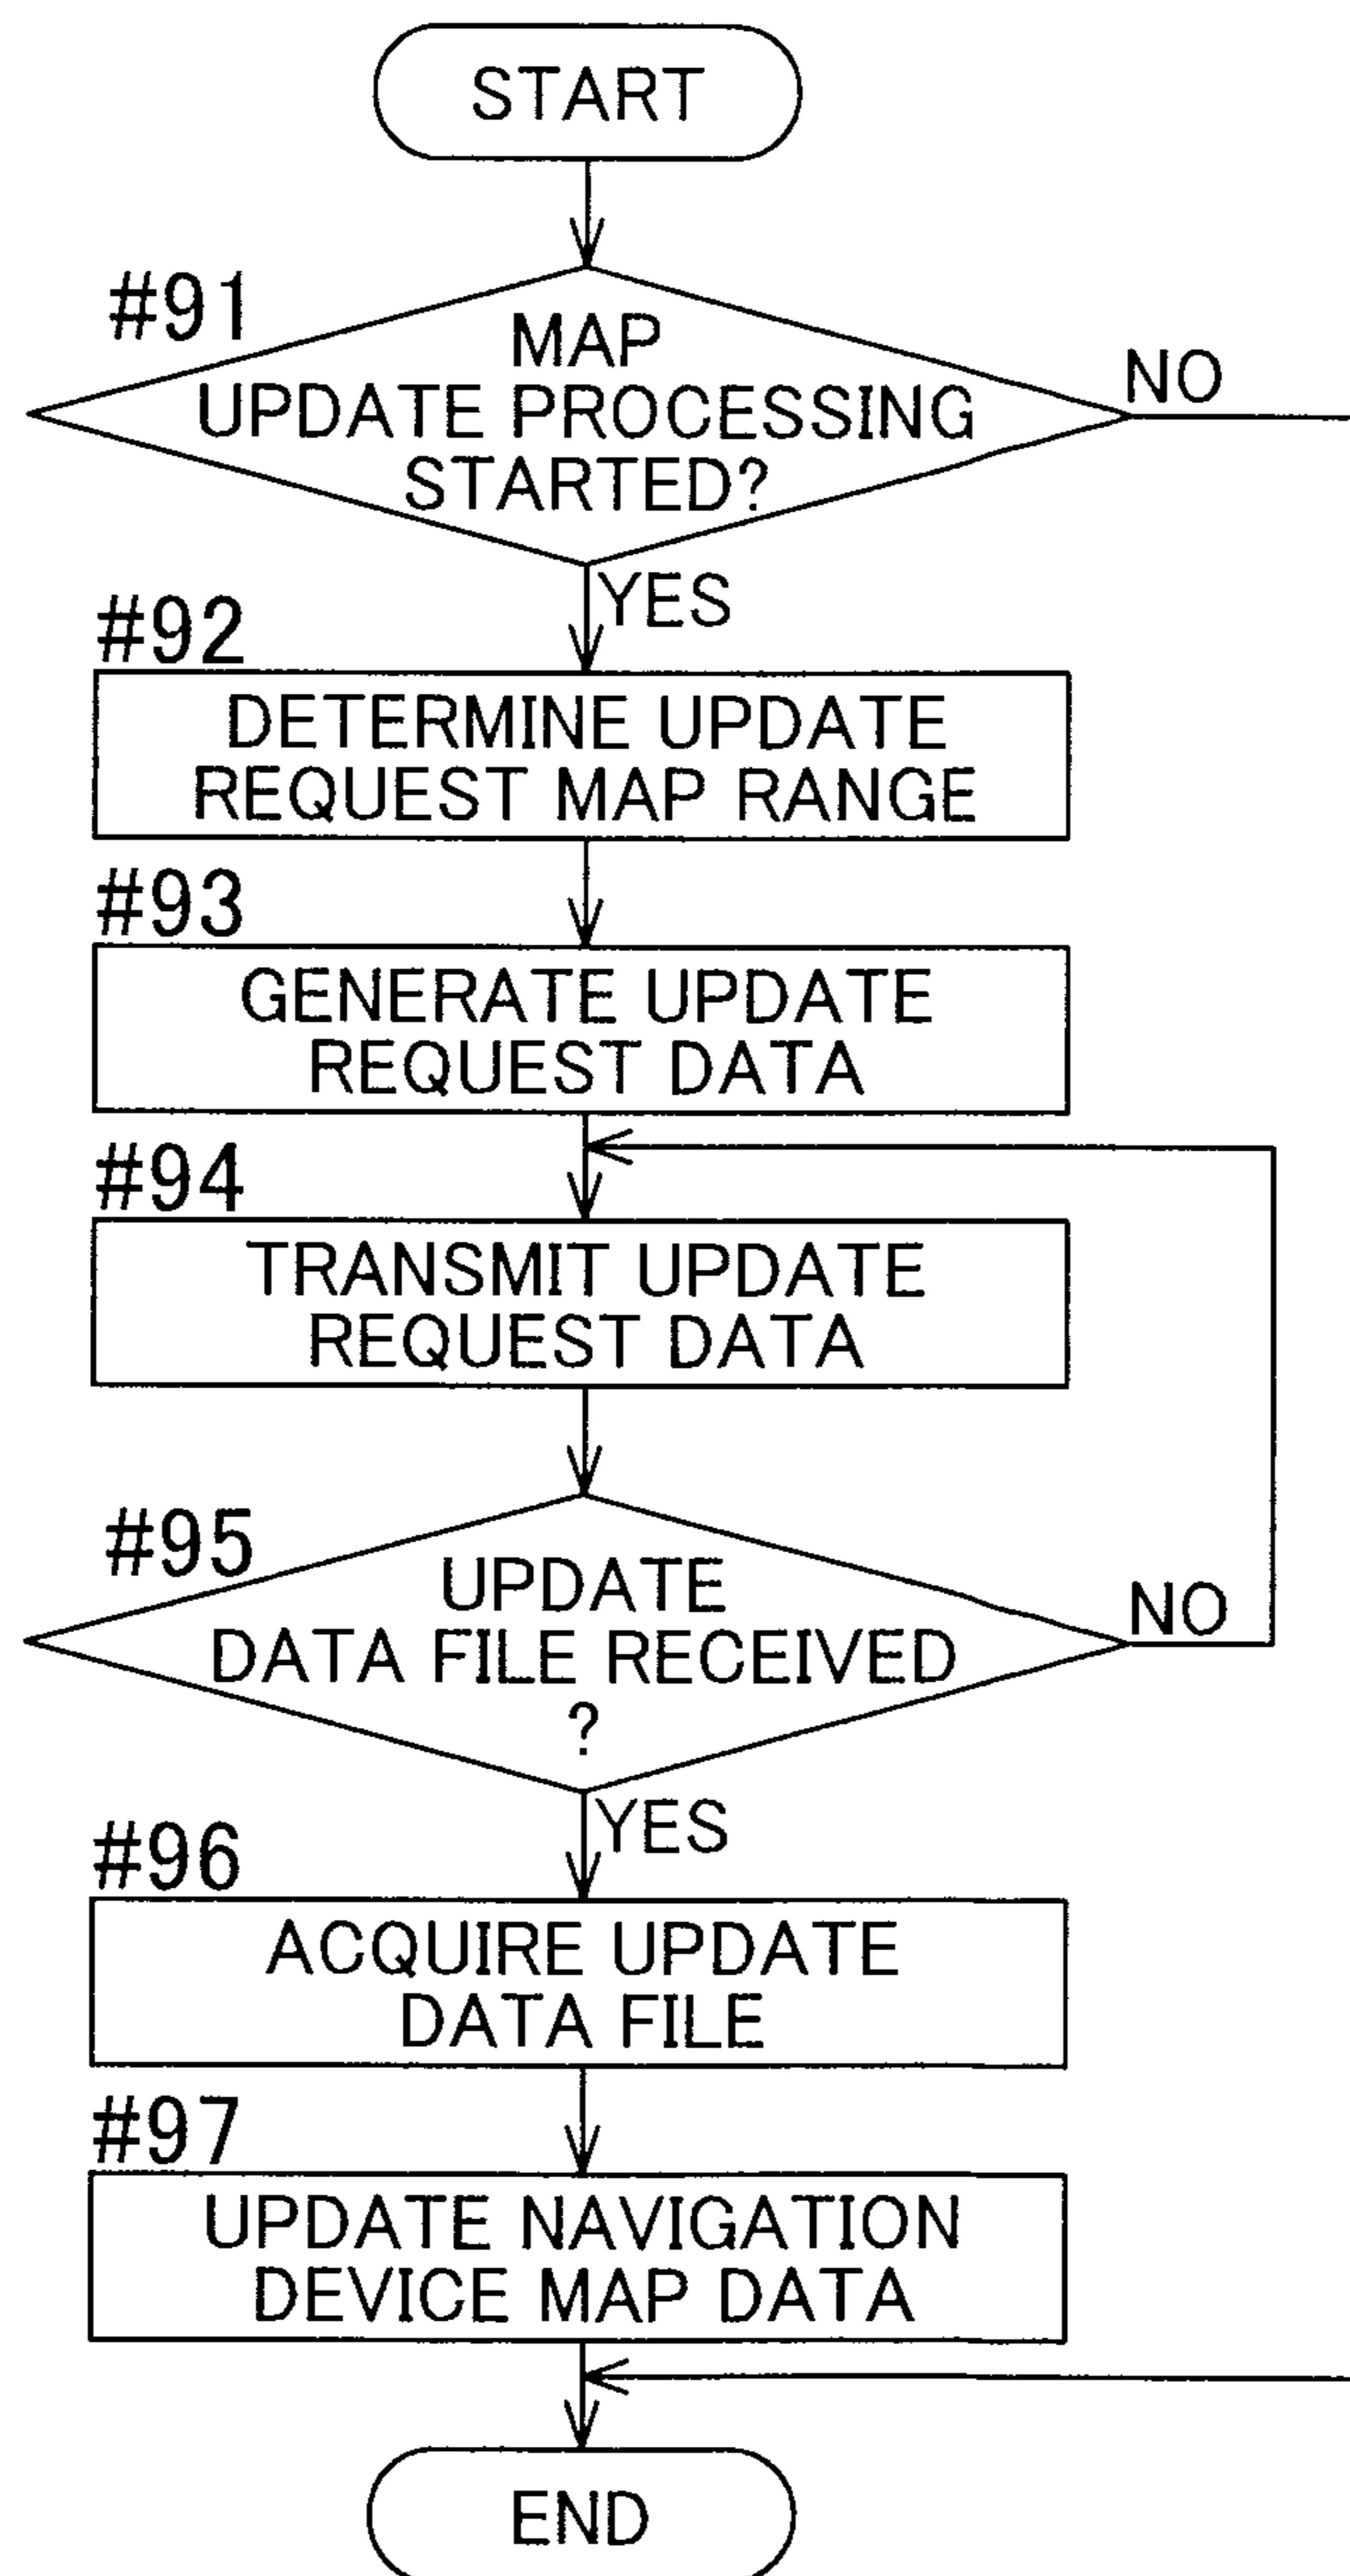 START
#91
MAP
UPDATE PROCESSING
STARTED?
NO
YES
#92
DETERMINE UPDATE
REQUEST MAP RANGE
#93
GENERATE UPDATE
REQUEST DATA
#94
TRANSMIT UPDATE
REQUEST DATA
#95
UPDATE
DATA FILE RECEIVED
?
NO
YES
#96
ACQUIRE UPDATE
DATA FILE
#97
UPDATE NAVIGATION
DEVICE MAP DATA
END